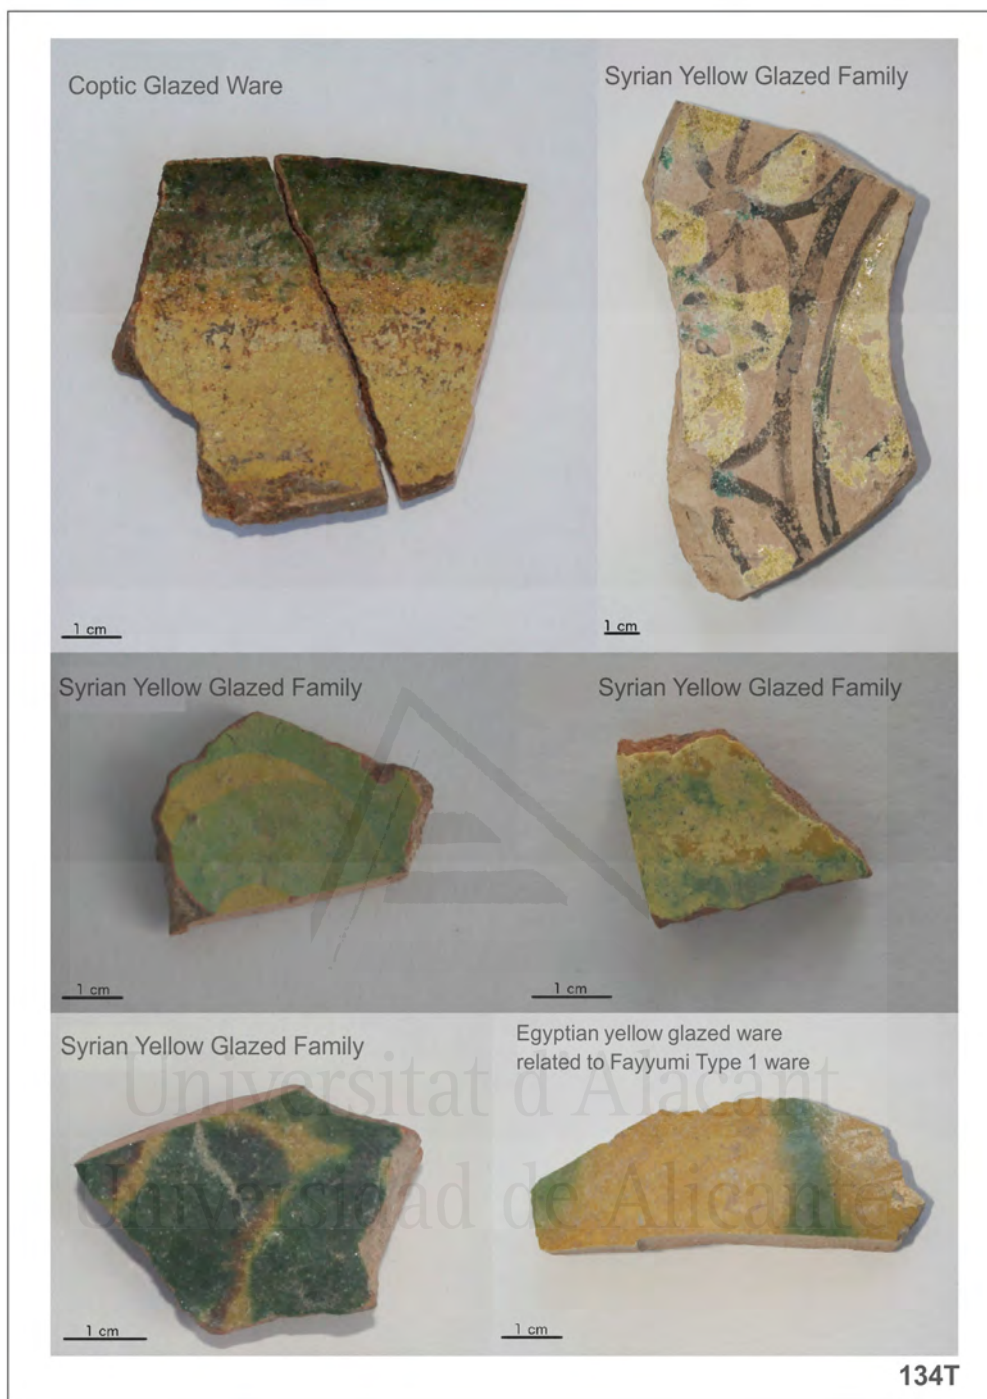 Coptic Glazed Ware
Syrian Yellow Glazed Family
1 cm
1 cm
Syrian Yellow Glazed Family
Syrian Yellow Glazed Family
1 cm
1 cm
Syrian Yellow Glazed Family
Egyptian yellow glazed ware
related to Fayyumi Type 1 ware
Universitat d'Alacant
Universidad de Alicante
1 cm
1 cm
134T